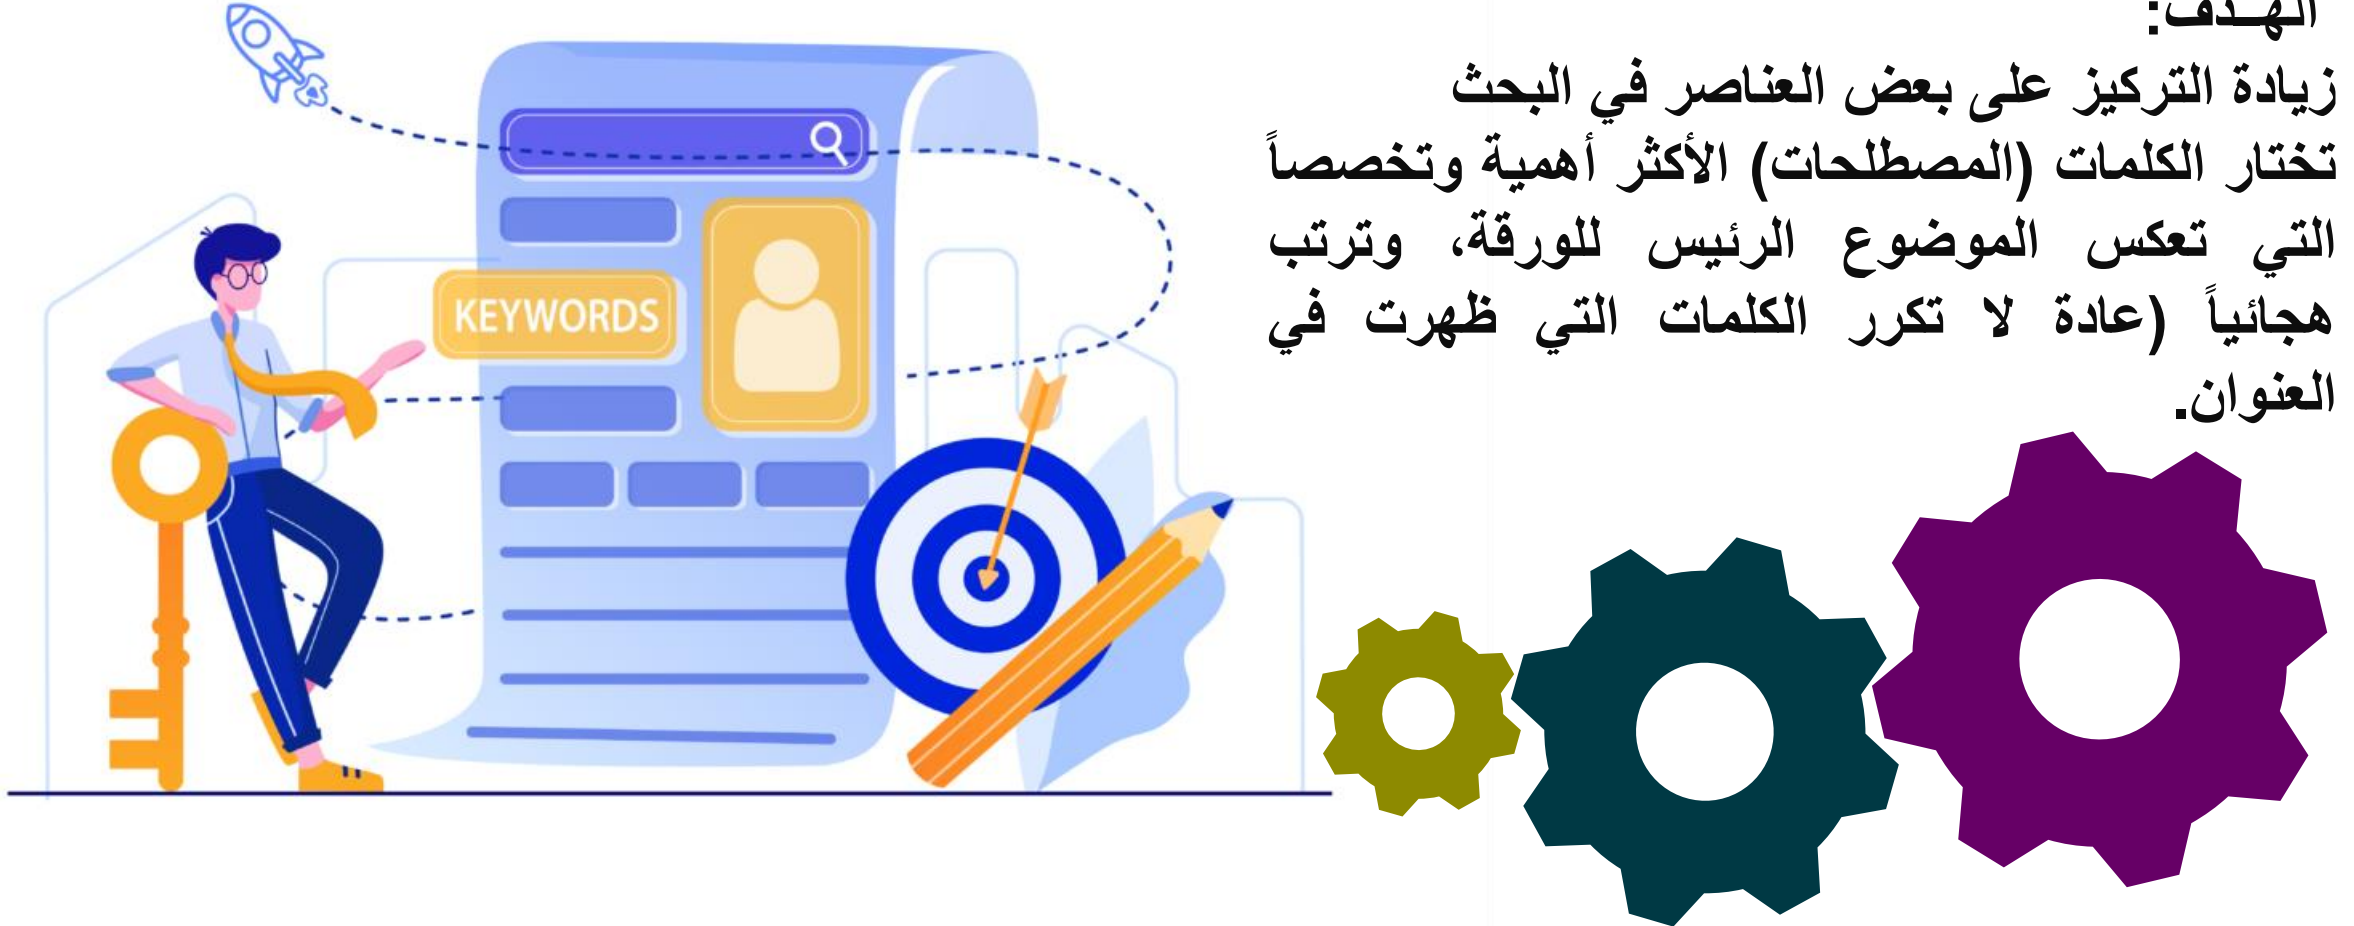 الهــدف:
زيادة التركيز على بعض العناصر في البحث
تختار الكلمات (المصطلحات) الأكثر أهمية وتخصصاً
التي تعكس الموضوع الرئيس للورقة، وترتب
هجائياً (عادة لا تكرر الكلمات التي ظهرت في
العنوان.
KEYWORDS